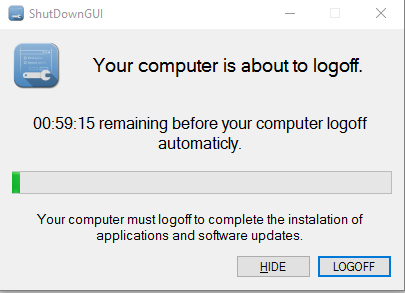 ShutDownGUI
Your computer is about to logoff.
00:59:15 remaining before your computer logoff
automaticly.
Your computer must logoff to complete the instalation of
applications and software updates.
HIDE
LOGOFF